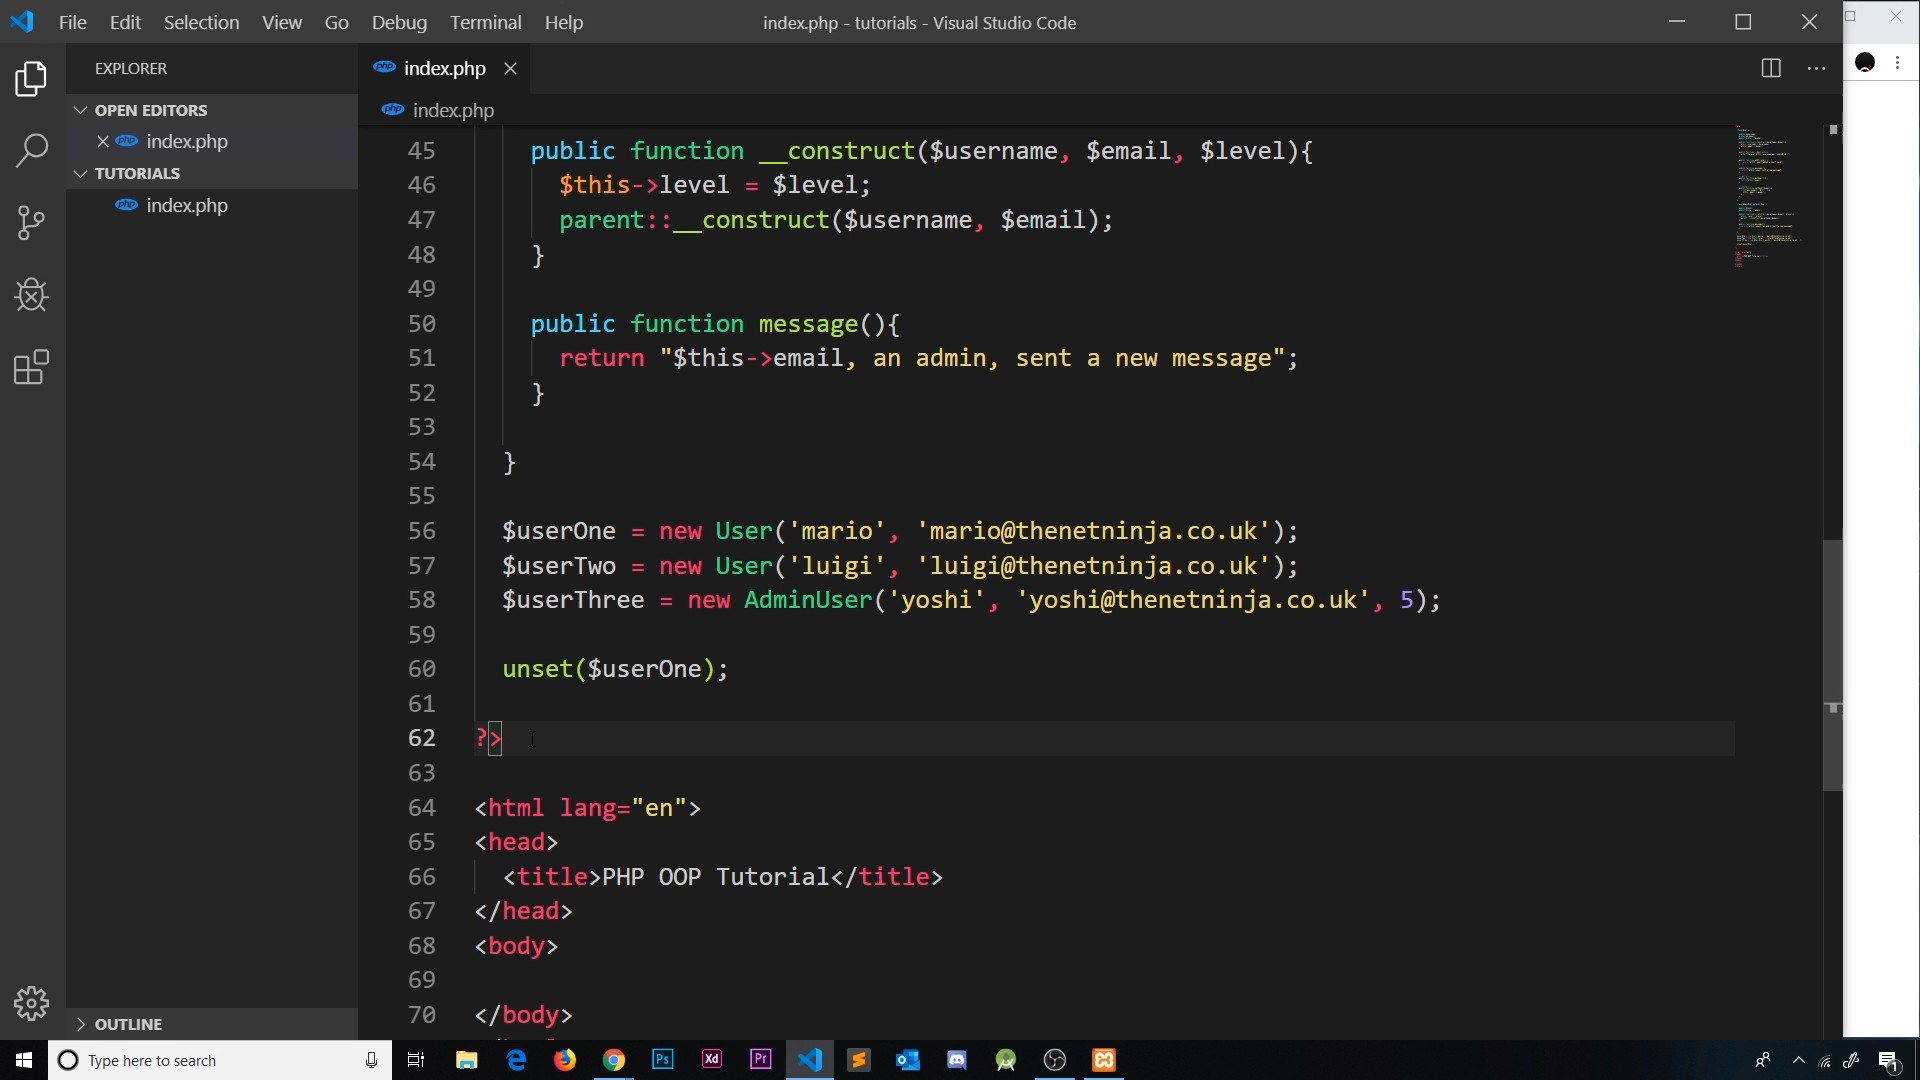 File Edit Selection View Go Debug Terminal Help
index.php - tutorials - Visual Studio Code
EXPLORER
OPEN EDITORS
index.php
TUTORIALS
index.php
OUTLINE
php index.php
php index.php
45 public function __construct($username, $email, $level){
46 $this->level = $level;
47 parent::__construct($username, $email);
48 }
49
50 public function message(){
51 return "$this->email, an admin, sent a new message";
52 }
53
54 }
55
56 $userOne = new User('mario', 'mario@thenetninja.co.uk');
57 $userTwo = new User('luigi', 'luigi@thenetninja.co.uk');
58 $userThree = new AdminUser('yoshi', 'yoshi@thenetninja.co.uk', 5);
59
60 unset($userOne);
61
62 ?>
63
64 <html lang="en">
65 <head>
66 <title>PHP OOP Tutorial</title>
67 </head>
68 <body>
69
70 </body>
Type here to search
Ps
Xd
Pr
1